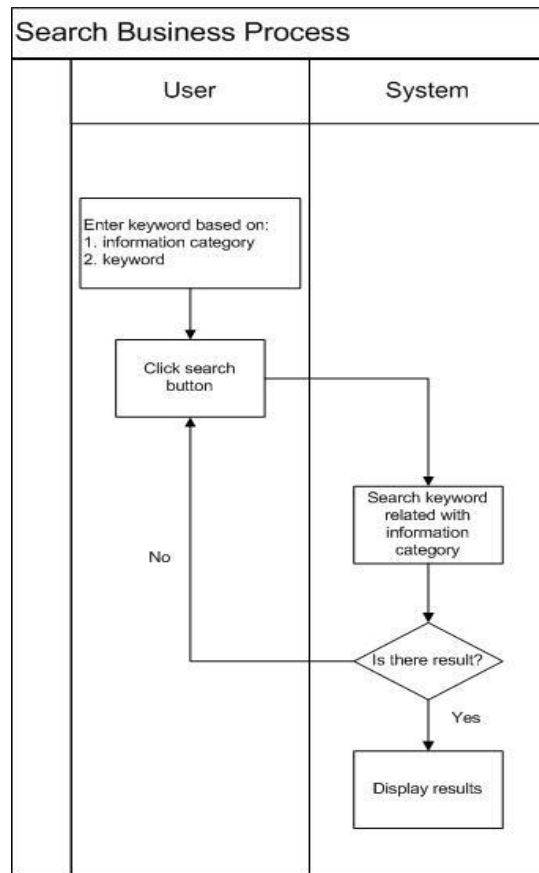 Search Business Process
User
System
Enter keyword based on:
1. information category
2. keyword
Click search
button
Search keyword
related with
information
category
No
Is there result?
Yes
Display results